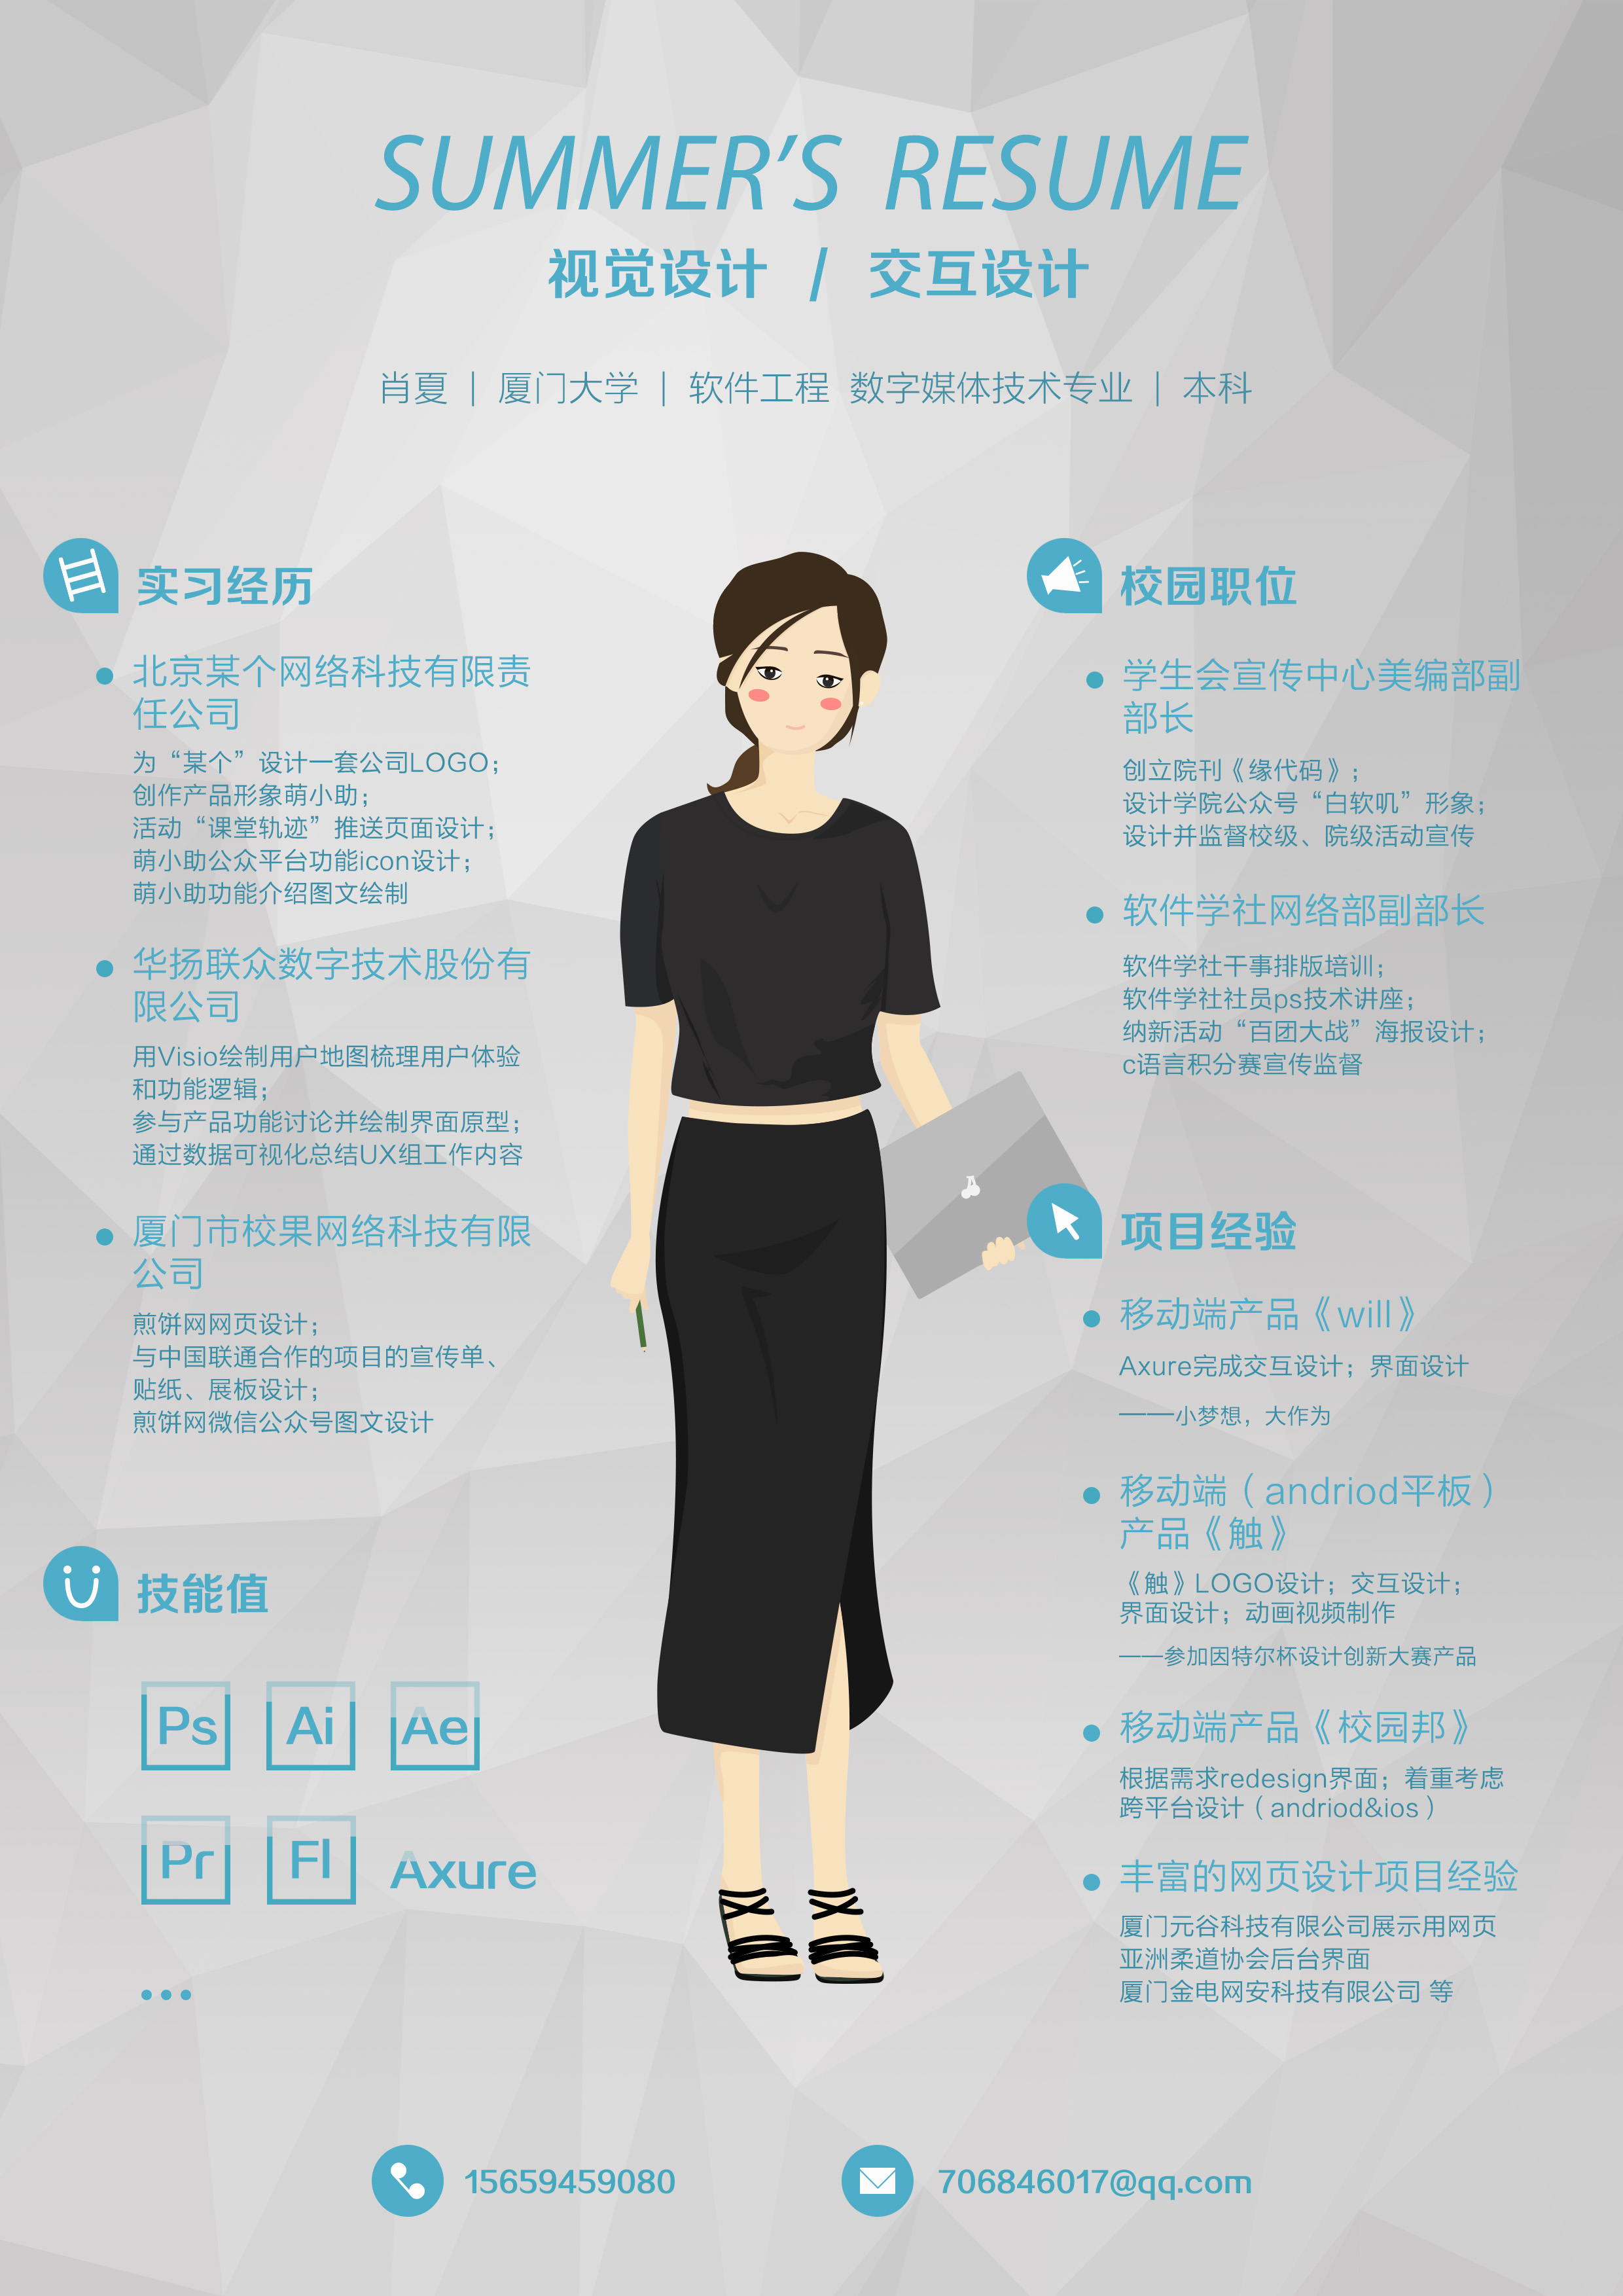 SUMMER'S RESUME
视觉设计 / 交互设计
肖夏 | 厦门大学 | 软件工程 数字媒体技术专业 | 本科
实习经历
北京某个网络科技有限责
任公司
为“某个”设计一套公司LOGO；
创作产品形象萌小助；
活动“课堂轨迹”推送页面设计；
萌小助公众平台功能icon设计；
萌小助功能介绍图文绘制
华扬联众数字技术股份有
限公司
用Visio绘制用户地图梳理用户体验
和功能逻辑；
参与产品功能讨论并绘制界面原型；
通过数据可视化总结UX组工作内容
厦门市校果网络科技有限
公司
煎饼网网页设计；
与中国联通合作的项目的宣传单、
贴纸、展板设计；
煎饼网微信公众号图文设计
技能值
Ps Ai Ae
Pr Fl Axure
...
校园职位
学生会宣传中心美编部副
部长
创立院刊《缘代码》；
设计学院公众号“白软叽”形象；
设计并监督校级、院级活动宣传
软件学社网络部副部长
软件学社干事排版培训；
软件学社社员ps技术讲座；
纳新活动“百团大战”海报设计；
c语言积分赛宣传监督
项目经验
移动端产品《will》
Axure完成交互设计；界面设计
——小梦想，大作为
移动端（andriod平板）
产品《触》
《触》LOGO设计；交互设计；
界面设计；动画视频制作
——参加因特尔杯设计创新大赛产品
移动端产品《校园邦》
根据需求redesign界面；着重考虑
跨平台设计（andriod&ios）
丰富的网页设计项目经验
厦门元谷科技有限公司展示用网页
亚洲柔道协会后台界面
厦门金电网安科技有限公司 等
15659459080
706846017@qq.com